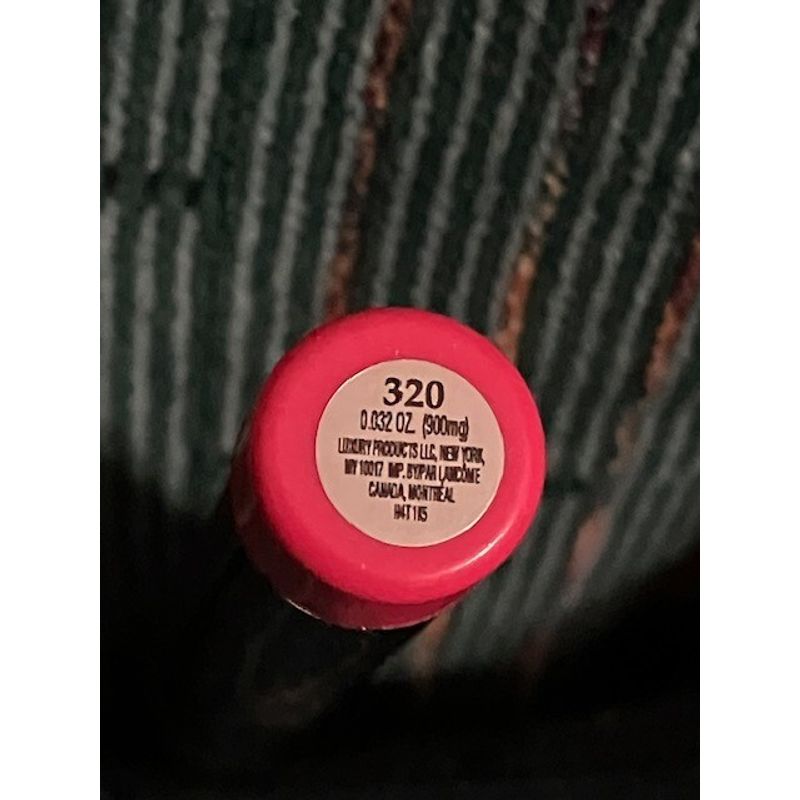 320
0.032 OZ. (900mg)
LUXURY PRODUCTS LLC, NEW YORK,
NY 10017 IMP. BY/PAR LANCÔME
CANADA, MONTREAL
H4T 1K5